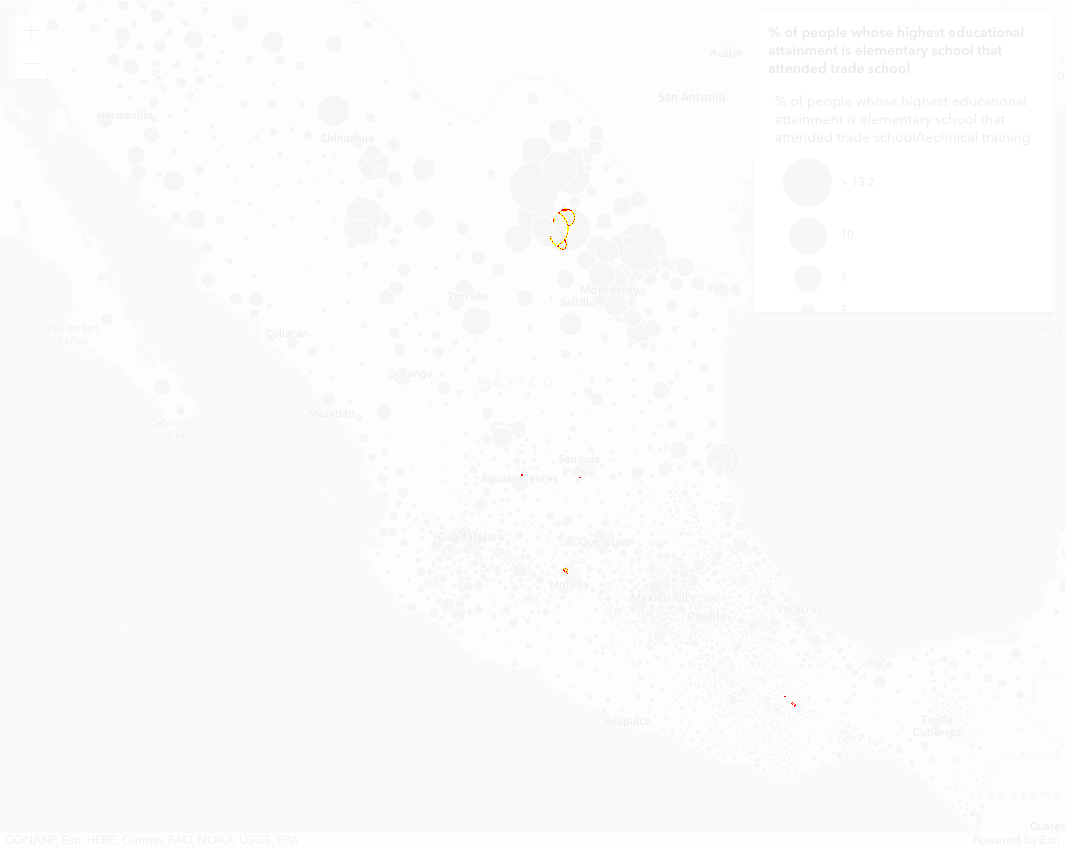 % of people whose highest educational
attainment is elementary school that
attended trade school
% of people whose highest educational
attainment is elementary school that
attended trade school/technical training
> 13.2
10
7
3
Austin
San Antonio
Hermosillo
Chihuahua
Gulf of
California
Monterrey
Torreón
Saltillo
Puerto San
Carlos
Culiacan
Durango
MÉXICO
Mazatlán
Cabo San
Lucas
San Luis
Potosí
Aguascalientes
Guadalajara
Querétaro
Morelia
Mexico City
Puebla
Veracruz
Acapulco
Tuxtla
Gutiérrez
Gulf of
Tehuantepec
GUATEMA
Guatem
CONANP, Esri, HERE, Garmin, FAO, NOAA, USGS, EPA
Powered by Esri